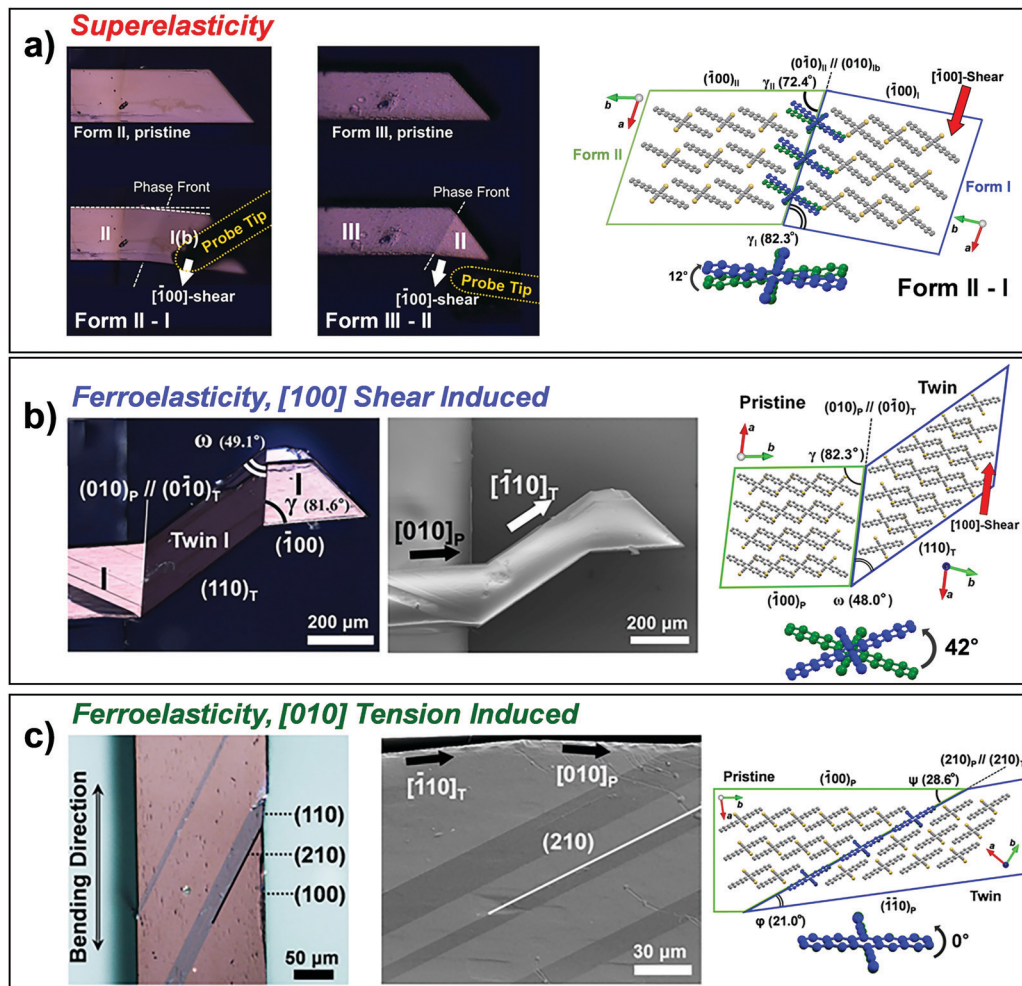 a)
Superelasticity
Form II, pristine
Phase Front
II
I(b)
Probe Tip
[1̄00]-shear
Form II - I
Form III, pristine
Phase Front
III
II
Probe Tip
[1̄00]-shear
Form III - II
(1̄00)II
γII (72.4°)
(01̄0)II // (010)Ib
(1̄00)I
[1̄00]-Shear
b
a
Form II
Form I
b
a
γI (82.3°)
12°
Form II - I
b)
Ferroelasticity, [100] Shear Induced
ω (49.1°)
(010)P // (01̄0)T
I
γ (81.6°)
Twin I
(1̄00)
I
(110)T
200 µm
[1̄10]T
[010]P
200 µm
Twin
Pristine
(010)P // (01̄0)T
a
b
γ (82.3°)
[100]-Shear
(110)T
b
a
(1̄00)P
ω (48.0°)
42°
c)
Ferroelasticity, [010] Tension Induced
Bending Direction
(110)
(210)
(100)
50 µm
[1̄10]T
[010]P
(210)
30 µm
(210)P // (210)T
Pristine
(1̄00)P
ψ (28.6°)
b
a
a
b
φ (21.0°)
(1̄1̄0)P
Twin
0°